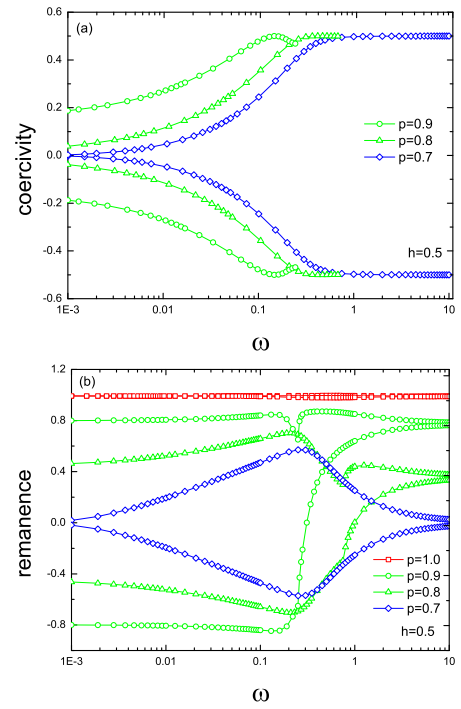 (a)
0.6
0.4
0.2
0.0
-0.2
-0.4
-0.6
coercivity
p=0.9
p=0.8
p=0.7
h=0.5
1E-3
0.01
0.1
1
10
ω
(b)
1.2
0.8
0.4
0.0
-0.4
-0.8
remanence
p=1.0
p=0.9
p=0.8
p=0.7
h=0.5
1E-3
0.01
0.1
1
10
ω